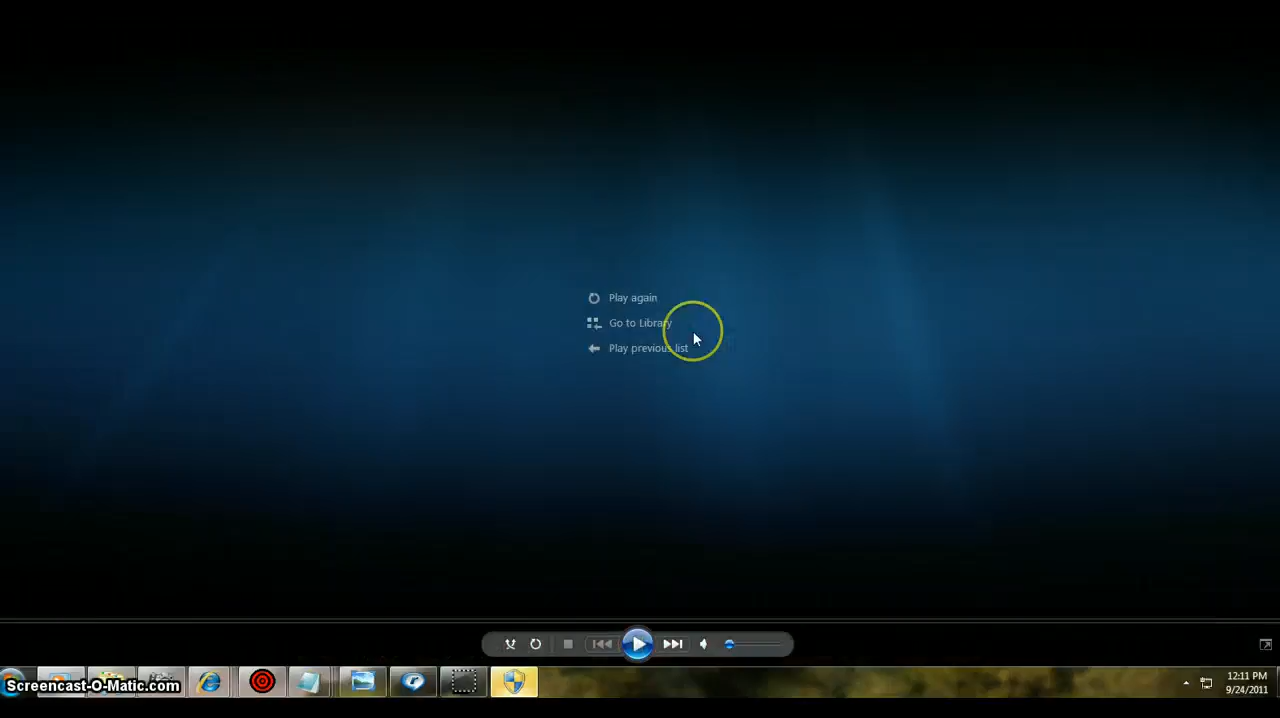 Play again
Go to Library
Play previous list
12:11 PM
9/24/2011
Screencast-O-Matic.com